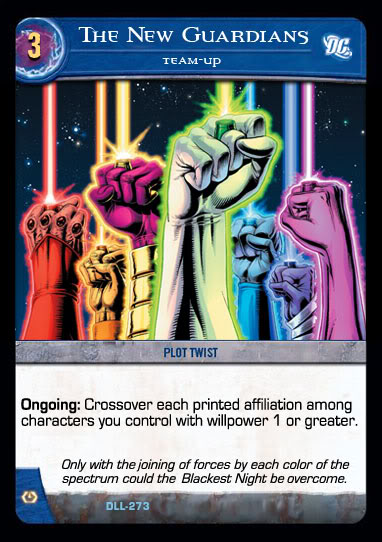 3
THE NEW GUARDIANS
TEAM-UP
DC
PLOT TWIST
Ongoing: Crossover each printed affiliation among
characters you control with willpower 1 or greater.
Only with the joining of forces by each color of the
spectrum could the Blackest Night be overcome.
DLL-273